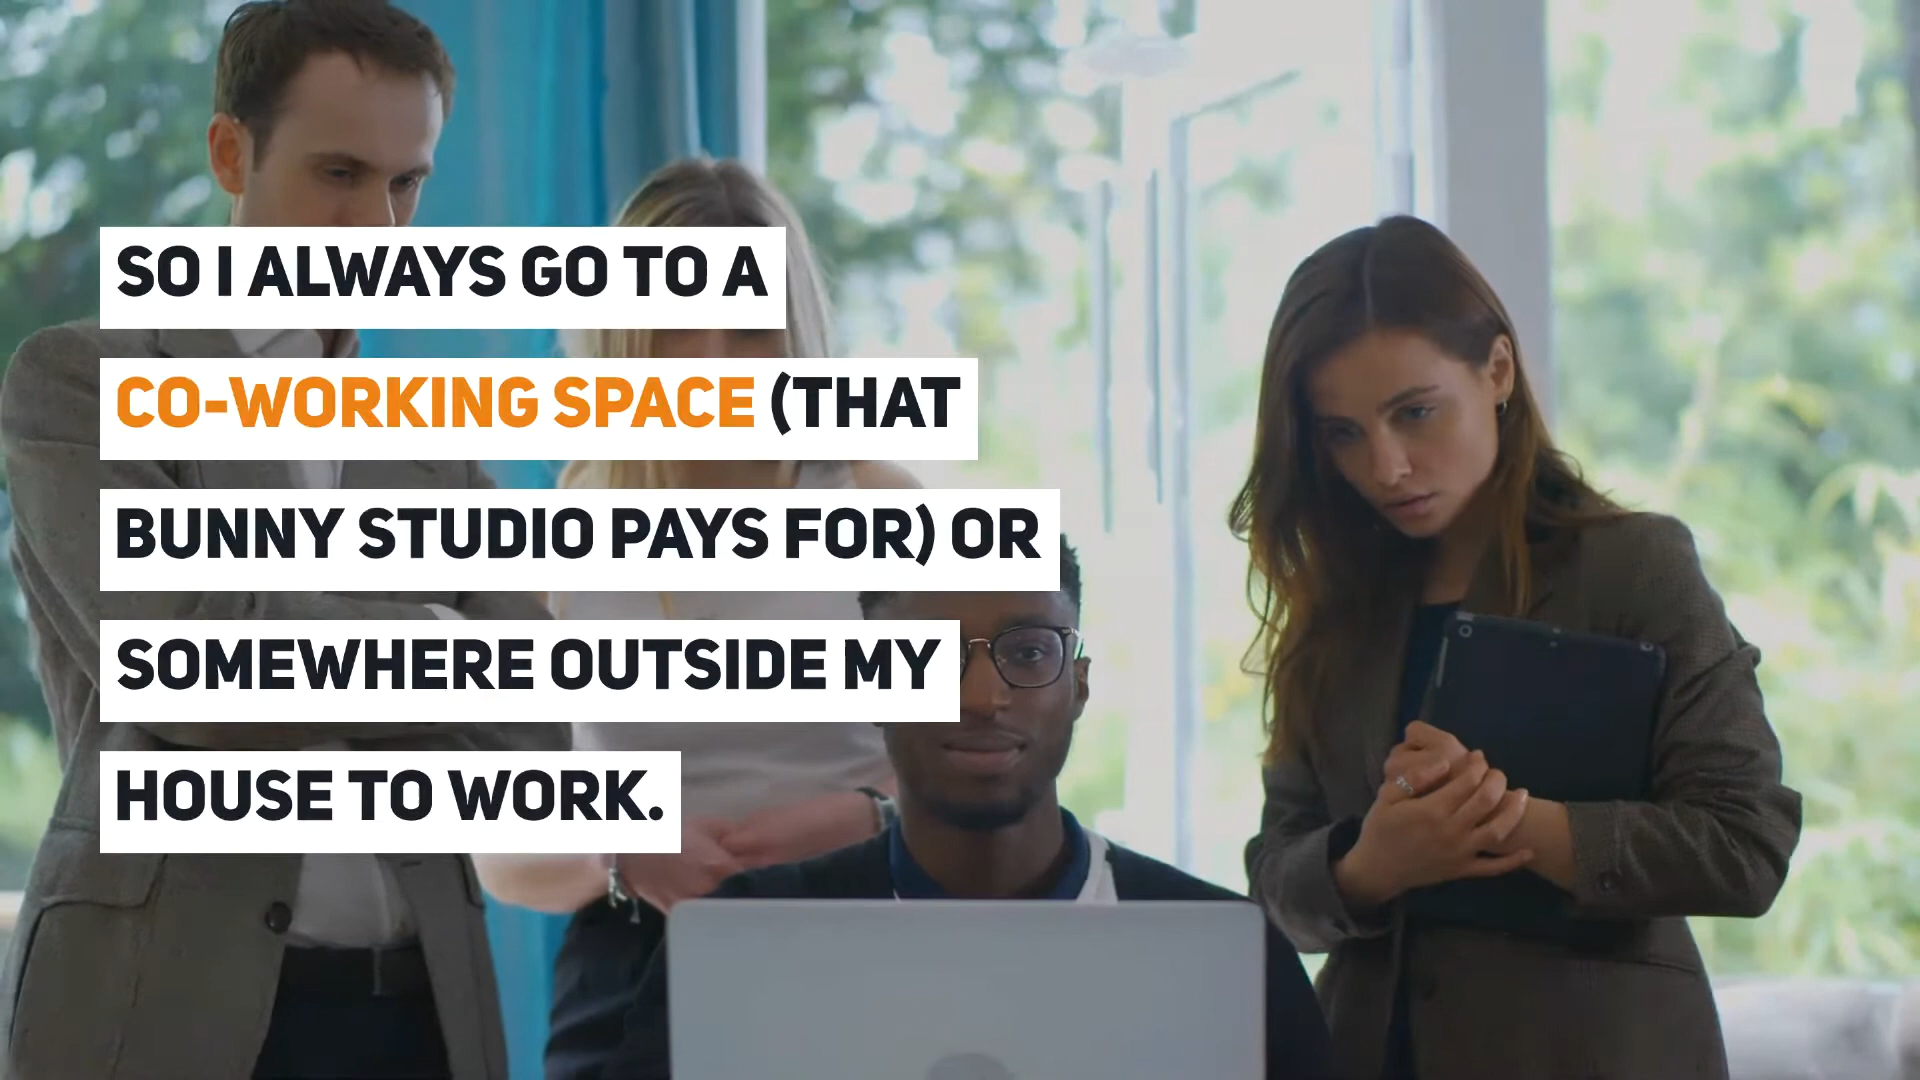 SO I ALWAYS GO TO A
CO-WORKING SPACE (THAT
BUNNY STUDIO PAYS FOR) OR
SOMEWHERE OUTSIDE MY
HOUSE TO WORK.